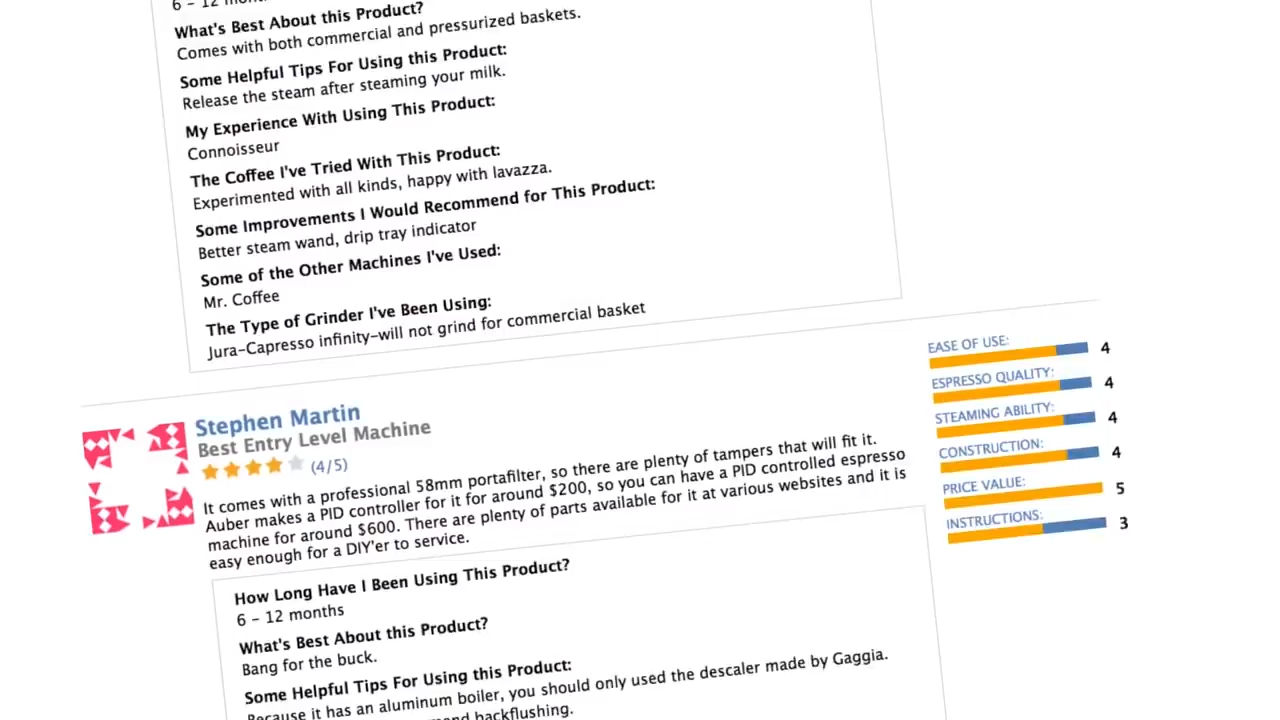 6 - 12
What's Best About this Product?
Comes with both commercial and pressurized baskets.
Some Helpful Tips For Using this Product:
Release the steam after steaming your milk.
My Experience With Using This Product:
Connoisseur
The Coffee I've Tried With This Product:
Experimented with all kinds, happy with lavazza.
Some Improvements I Would Recommend for This Product:
Better steam wand, drip tray indicator
Some of the Other Machines I've Used:
Mr. Coffee
The Type of Grinder I've Been Using:
Jura-Capresso infinity-will not grind for commercial basket
Stephen Martin
Best Entry Level Machine
(4/5)
It comes with a professional 58mm portafilter, so there are plenty of tampers that will fit it.
Auber makes a PID controller for it for around $200, so you can have a PID controlled espresso
machine for around $600. There are plenty of parts available for it at various websites and it is
easy enough for a DIY'er to service.
EASE OF USE: 4
ESPRESSO QUALITY: 4
STEAMING ABILITY: 4
CONSTRUCTION: 4
PRICE VALUE: 5
INSTRUCTIONS: 3
How Long Have I Been Using This Product?
6 - 12 months
What's Best About this Product?
Bang for the buck.
Some Helpful Tips For Using this Product:
Because it has an aluminum boiler, you should only used the descaler made by Gaggia.
backflushing.